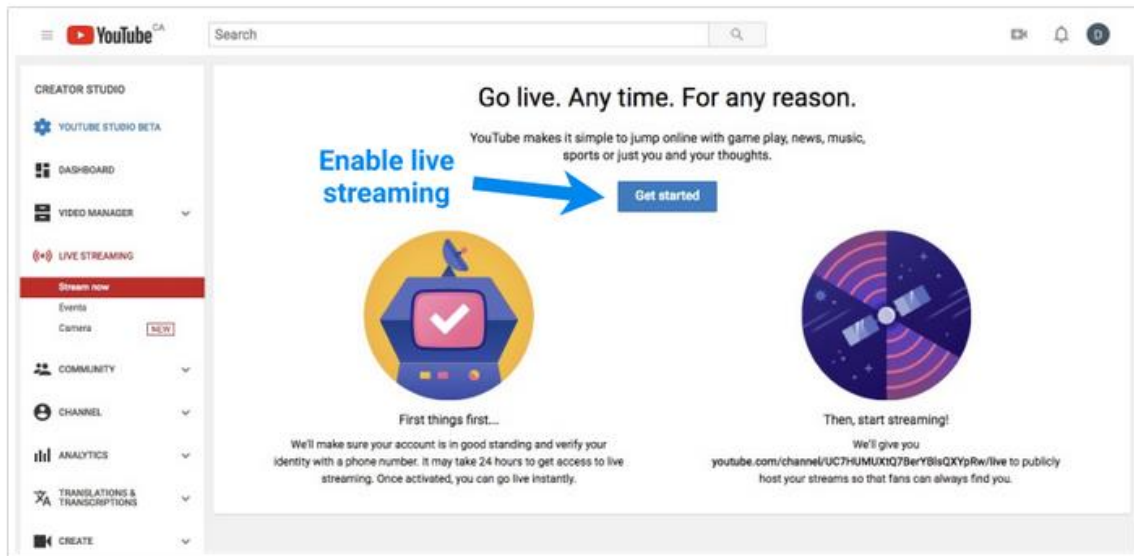 YouTube CA
Search
D
CREATOR STUDIO
YOUTUBE STUDIO BETA
DASHBOARD
VIDEO MANAGER
LIVE STREAMING
Stream now
Events
Camera NEW
COMMUNITY
CHANNEL
ANALYTICS
TRANSLATIONS &
TRANSCRIPTIONS
CREATE
Go live. Any time. For any reason.
YouTube makes it simple to jump online with game play, news, music,
sports or just you and your thoughts.
Enable live
streaming
Get started
First things first...
We'll make sure your account is in good standing and verify your
identity with a phone number. It may take 24 hours to get access to live
streaming. Once activated, you can go live instantly.
Then, start streaming!
We'll give you
youtube.com/channel/UC7HUMUXtQ7BerYBlsQXYpRw/live to publicly
host your streams so that fans can always find you.